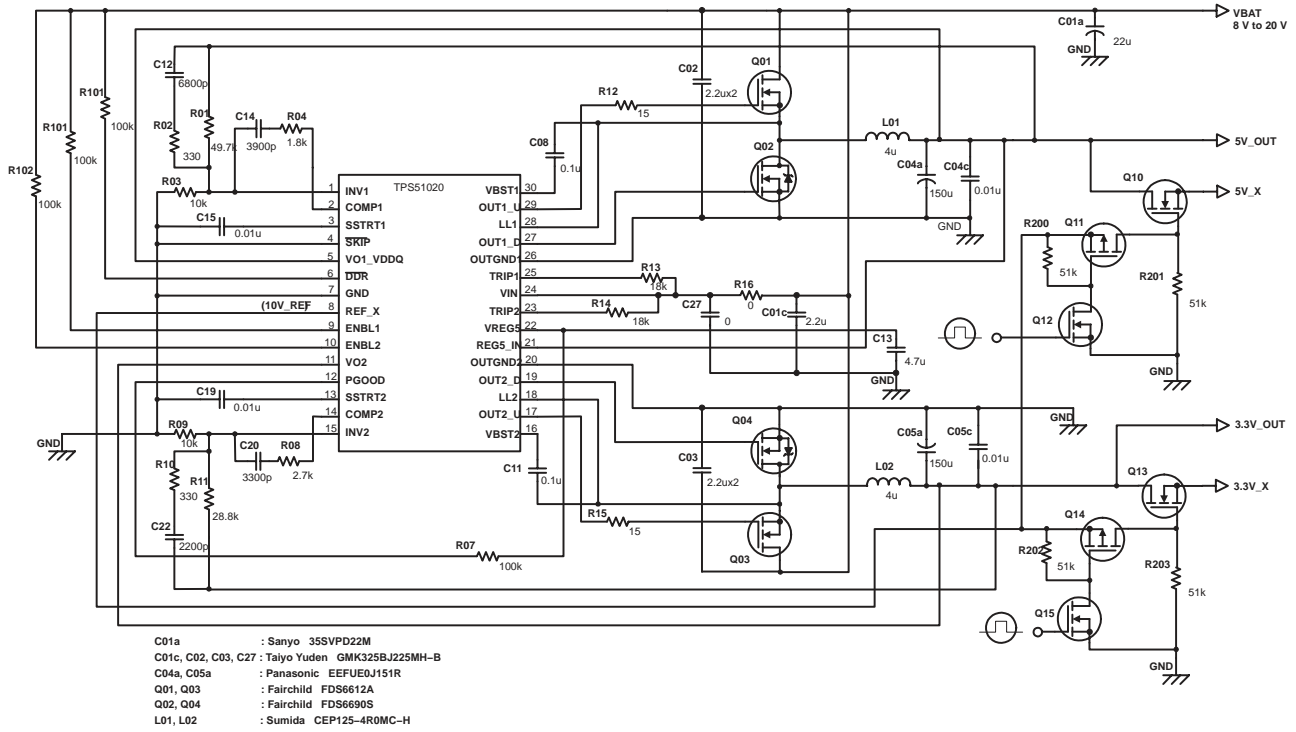 VBAT
8 V to 20 V
C01a
22u
GND
C12
6800p
R101
100k
R101
100k
R102
100k
R02
330
R01
49.7k
C14
3900p
R04
1.8k
R03
10k
C15
0.01u
C02
2.2ux2
Q01
R12
15
C08
0.1u
Q02
L01
4u
C04a
150u
C04c
0.01u
GND
5V_OUT
Q10
5V_X
Q11
R200
51k
R201
51k
Q12
GND
TPS51020
1 INV1
2 COMP1
3 SSTRT1
4 SKIP
5 VO1_VDDQ
6 DDR
7 GND
(10V_REF)
8 REF_X
9 ENBL1
10 ENBL2
11 VO2
12 PGOOD
13 SSTRT2
14 COMP2
15 INV2
VBST1 30
OUT1_U 29
LL1 28
OUT1_D 27
OUTGND1 26
TRIP1 25
VIN 24
TRIP2 23
VREG5 22
REG5_IN 21
OUTGND2 20
OUT2_D 19
LL2 18
OUT2_U 17
VBST2 16
R13
18k
R14
18k
R16
0
C27
0
C01c
2.2u
C13
4.7u
GND
C19
0.01u
GND
R09
10k
C20
3300p
R08
2.7k
R10
330
R11
28.8k
C22
2200p
C11
0.1u
R07
100k
R15
15
C03
2.2ux2
Q04
Q03
L02
4u
C05a
150u
C05c
0.01u
GND
3.3V_OUT
Q13
3.3V_X
Q14
R202
51k
R203
51k
Q15
GND
C01a : Sanyo 35SVPD22M
C01c, C02, C03, C27 : Taiyo Yuden GMK325BJ225MH–B
C04a, C05a : Panasonic EEFUE0J151R
Q01, Q03 : Fairchild FDS6612A
Q02, Q04 : Fairchild FDS6690S
L01, L02 : Sumida CEP125–4R0MC–H